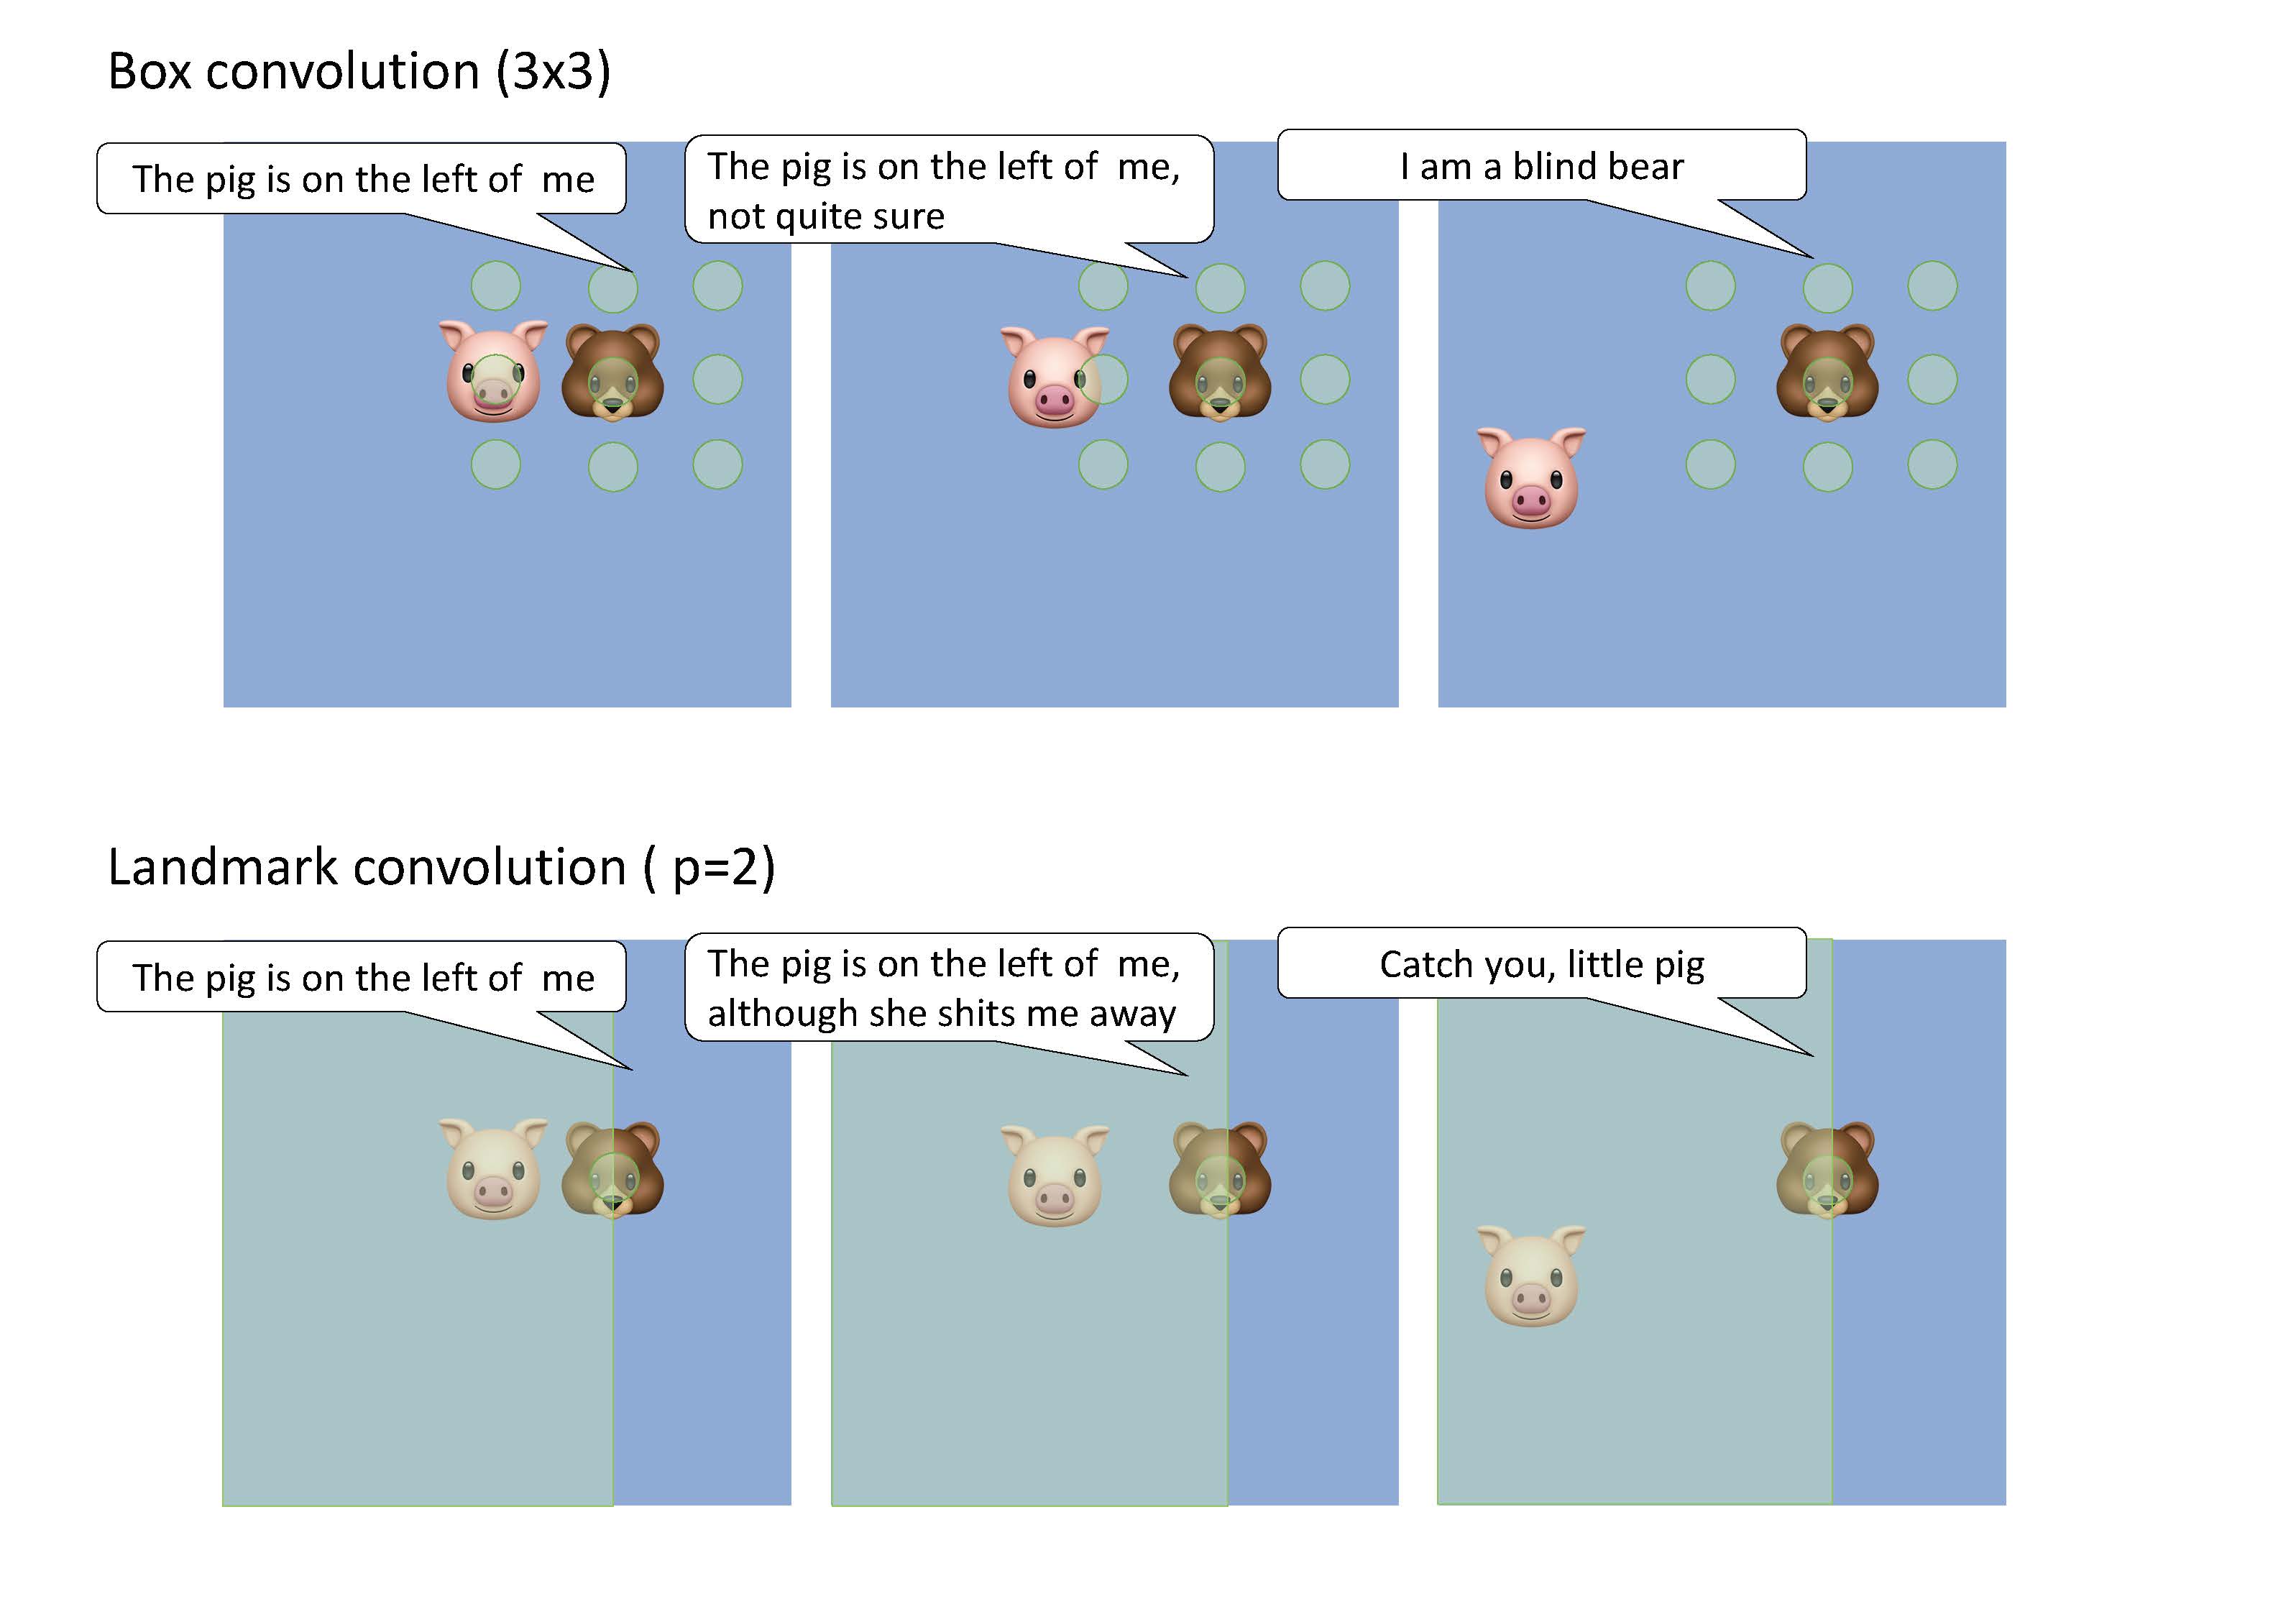 Box convolution (3x3)
The pig is on the left of  me
The pig is on the left of  me,
not quite sure
I am a blind bear
Landmark convolution ( p=2)
The pig is on the left of  me
The pig is on the left of  me,
although she shits me away
Catch you, little pig